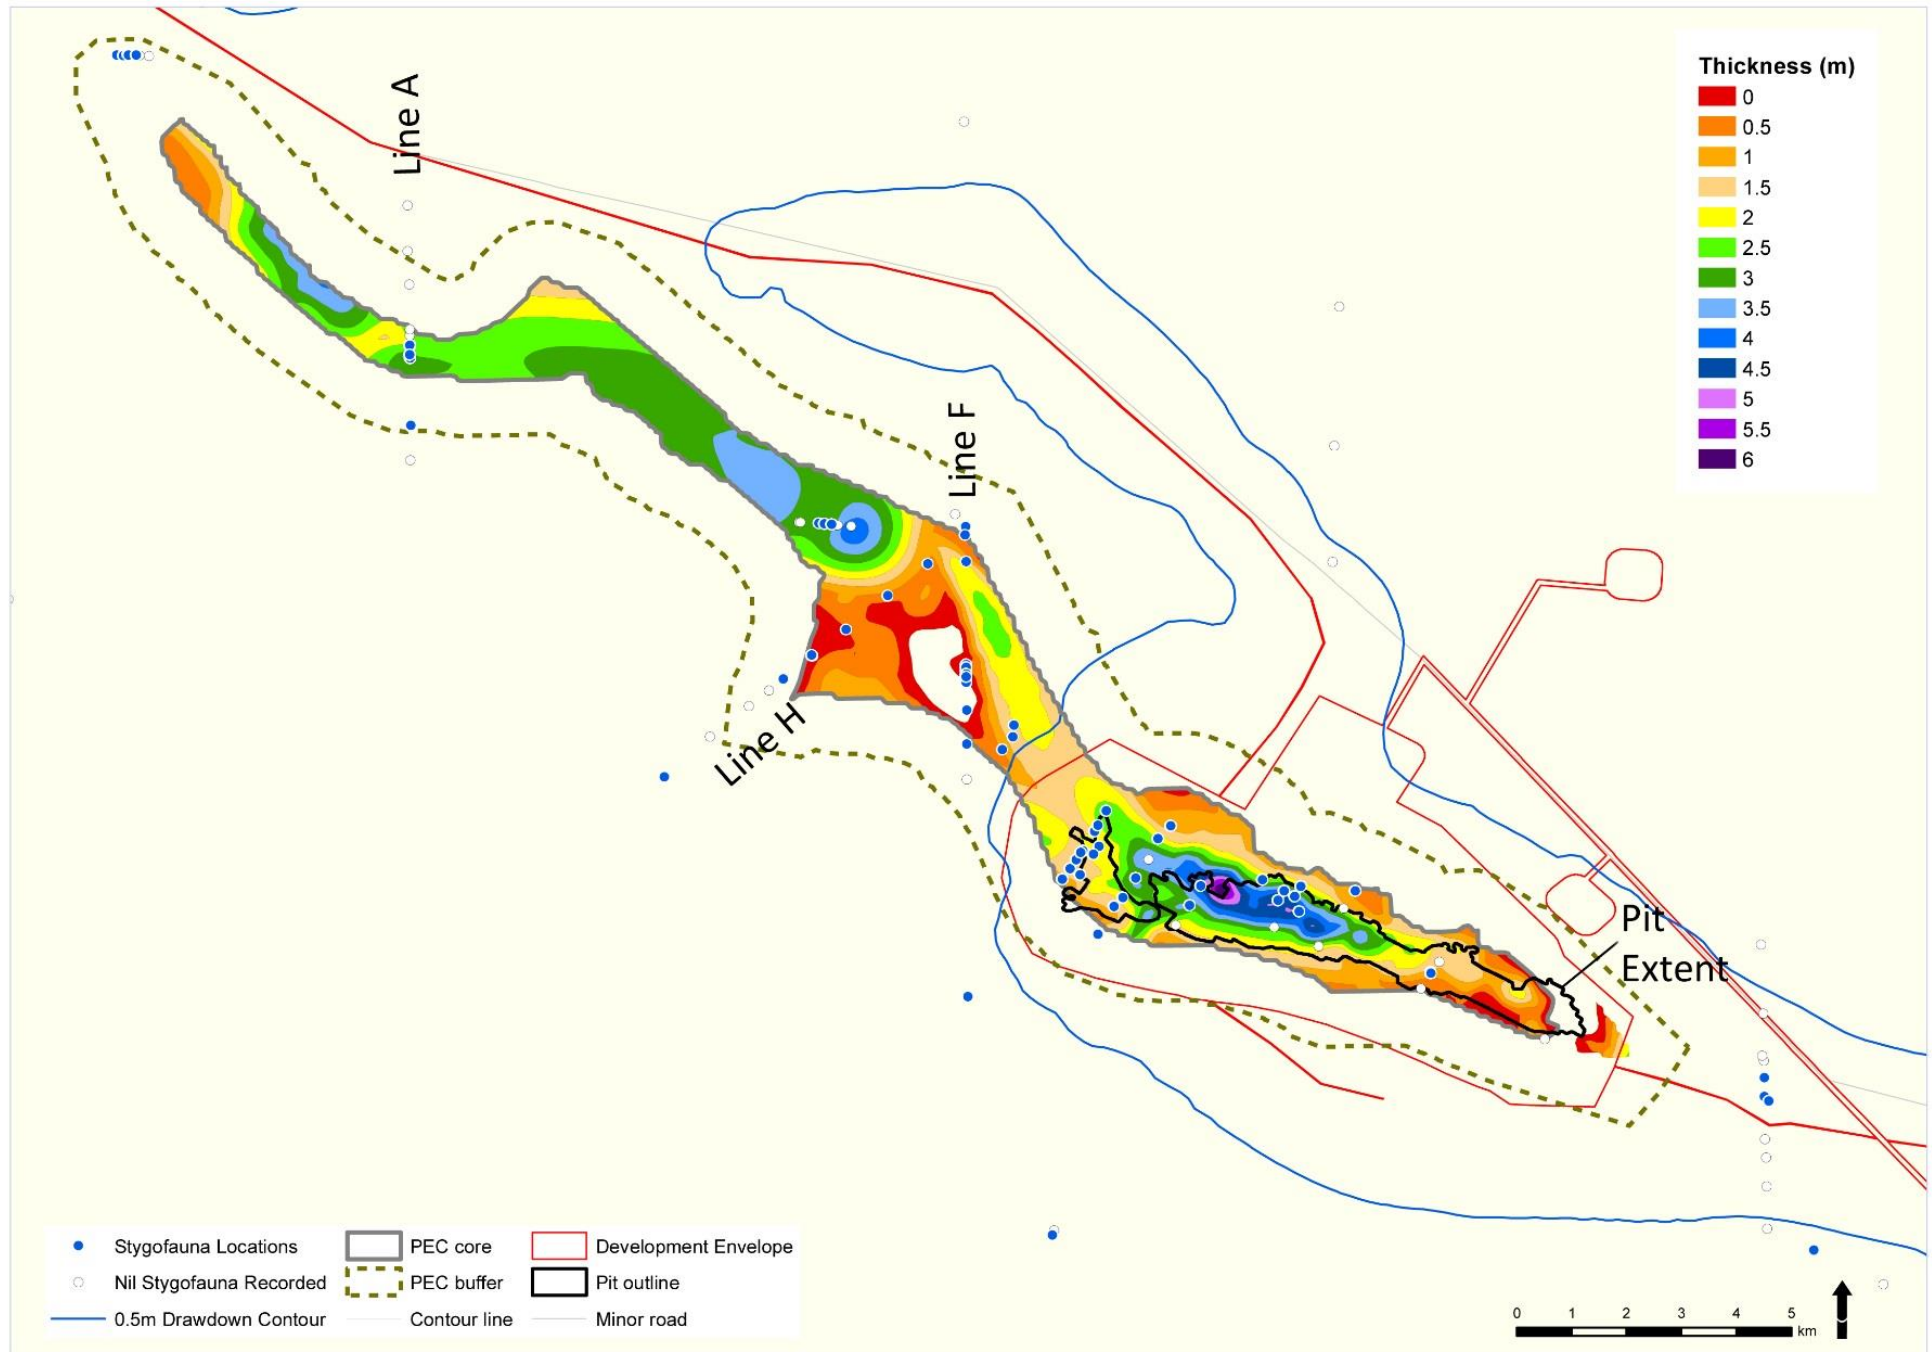 Line A
Thickness (m)
0
0.5
1
1.5
2
2.5
3
3.5
4
4.5
5
5.5
6
Line F
Line H
Pit
Extent
Stygofauna Locations
PEC core
Development Envelope
Nil Stygofauna Recorded
PEC buffer
Pit outline
0.5m Drawdown Contour
Contour line
Minor road
0 1 2 3 4 5
km